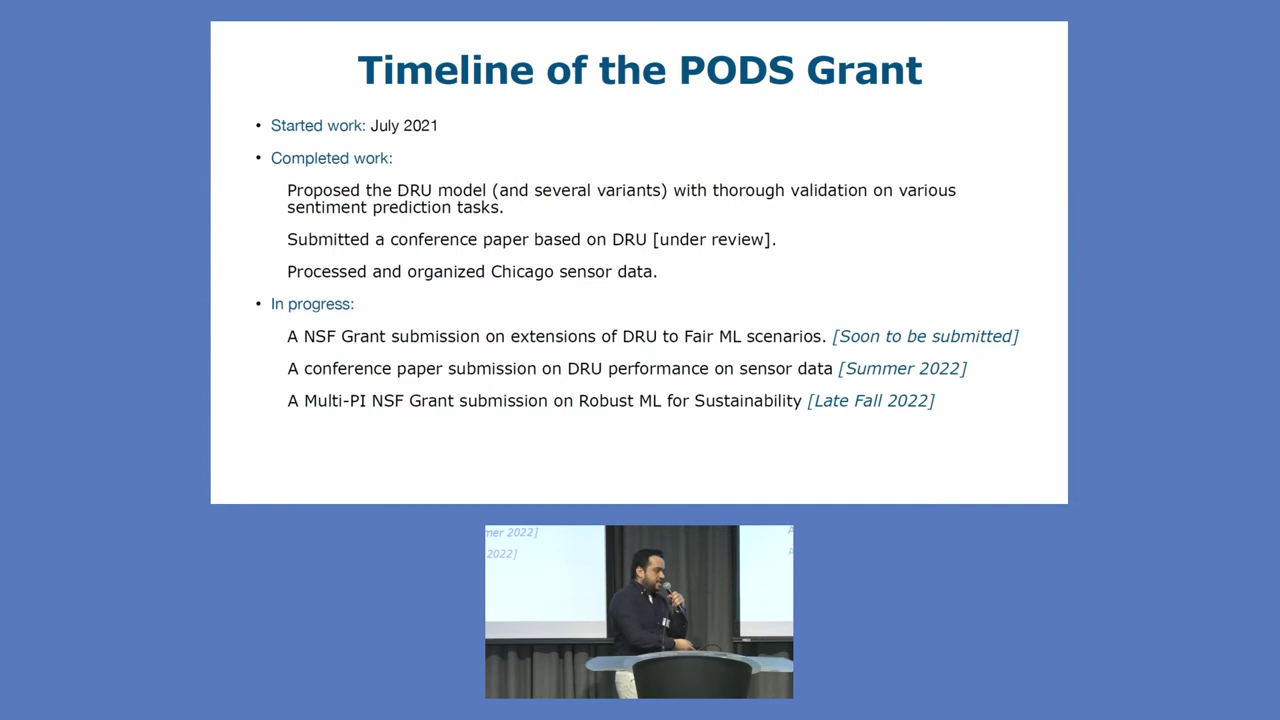 Timeline of the PODS Grant
• Started work: July 2021
• Completed work:
Proposed the DRU model (and several variants) with thorough validation on various
sentiment prediction tasks.
Submitted a conference paper based on DRU [under review].
Processed and organized Chicago sensor data.
• In progress:
A NSF Grant submission on extensions of DRU to Fair ML scenarios. [Soon to be submitted]
A conference paper submission on DRU performance on sensor data [Summer 2022]
A Multi-PI NSF Grant submission on Robust ML for Sustainability [Late Fall 2022]
mer 2022]
2022]
A
A